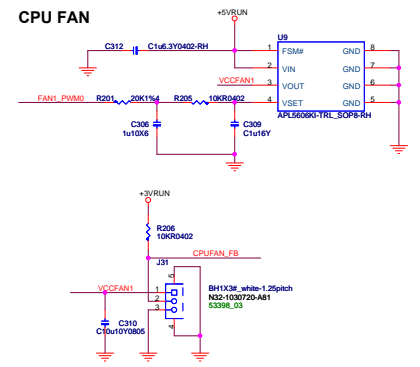 CPU FAN
+5VRUN
U9
C312 C1u6.3Y0402-RH
1 FSM# GND 8
2 VIN GND 7
VCCFAN1 3 VOUT GND 6
FAN1_PWM0 R201 20K1%4 R205 10KR0402 4 VSET GND 5
APL5606KI-TRL_SOP8-RH
C306
1u10X6
C309
C1u16Y
+3VRUN
R206
10KR0402
CPUFAN_FB
J31
5
VCCFAN1 1
2
3
4
BH1X3#_white-1.25pitch
N32-1030720-A81
53398_03
C310
C10u10Y0805